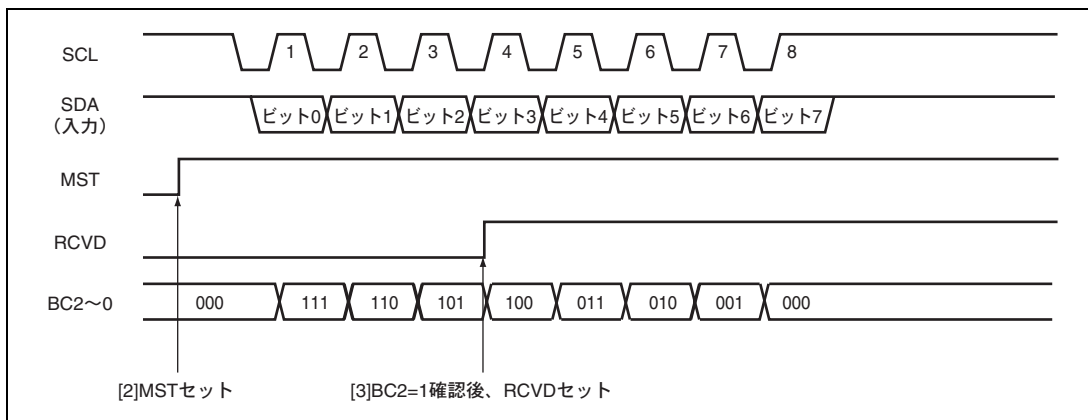 SCL 1 2 3 4 5 6 7 8
SDA
（入力） ビット0 ビット1 ビット2 ビット3 ビット4 ビット5 ビット6 ビット7
MST
RCVD
BC2～0 000 111 110 101 100 011 010 001 000
[2]MSTセット [3]BC2=1確認後、RCVDセット